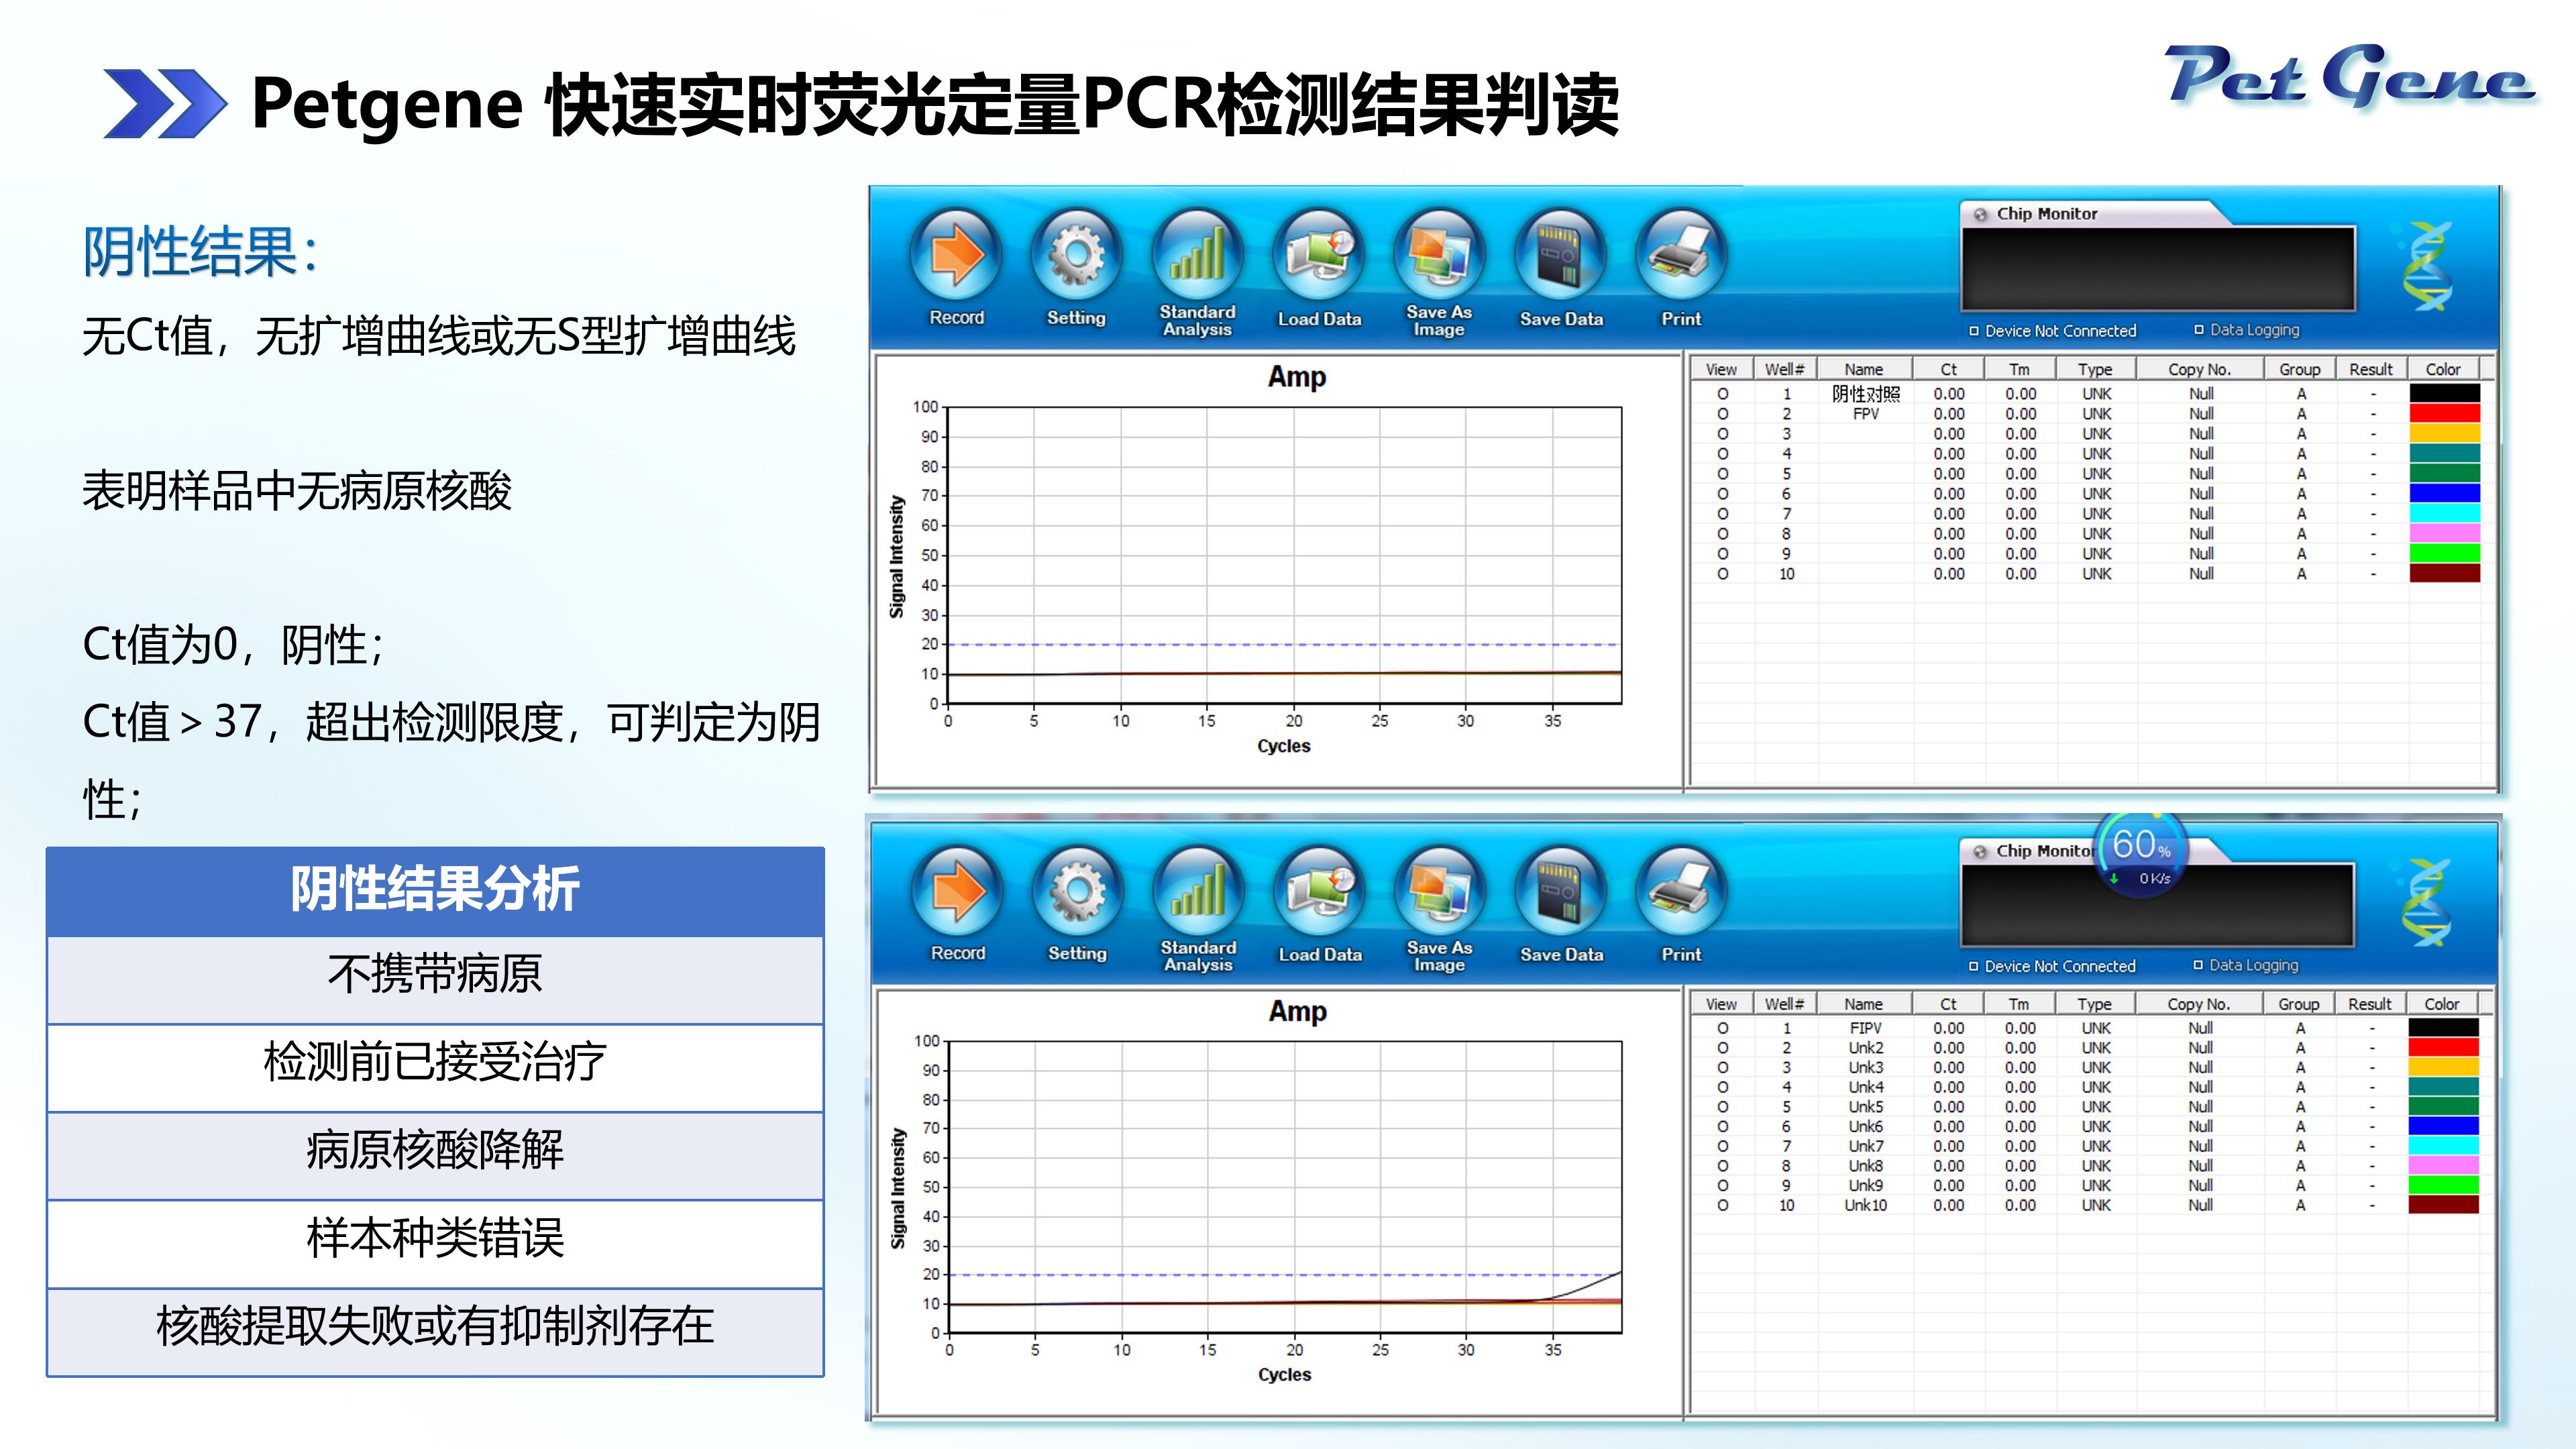 Petgene 快速实时荧光定量PCR检测结果判读
Pet Gene
阴性结果：
无Ct值，无扩增曲线或无S型扩增曲线
表明样品中无病原核酸
Ct值为0，阴性；
Ct值＞37，超出检测限度，可判定为阴
性；
阴性结果分析
不携带病原
检测前已接受治疗
病原核酸降解
样本种类错误
核酸提取失败或有抑制剂存在
Record
Setting
Standard
Analysis
Load Data
Save As
Image
Save Data
Print
Chip Monitor
Device Not Connected
Data Logging
Amp
Signal Intensity
100
90
80
70
60
50
40
30
20
10
0
0 5 10 15 20 25 30 35
Cycles
View Well# Name Ct Tm Type Copy No. Group Result Color
O 1 阴性对照 0.00 0.00 UNK Null A -
O 2 FPV 0.00 0.00 UNK Null A -
O 3 0.00 0.00 UNK Null A -
O 4 0.00 0.00 UNK Null A -
O 5 0.00 0.00 UNK Null A -
O 6 0.00 0.00 UNK Null A -
O 7 0.00 0.00 UNK Null A -
O 8 0.00 0.00 UNK Null A -
O 9 0.00 0.00 UNK Null A -
O 10 0.00 0.00 UNK Null A -
Record
Setting
Standard
Analysis
Load Data
Save As
Image
Save Data
Print
Chip Monitor
60%
0K/s
Device Not Connected
Data Logging
Amp
Signal Intensity
100
90
80
70
60
50
40
30
20
10
0
0 5 10 15 20 25 30 35
Cycles
View Well# Name Ct Tm Type Copy No. Group Result Color
O 1 FIPV 0.00 0.00 UNK Null A -
O 2 Unk2 0.00 0.00 UNK Null A -
O 3 Unk3 0.00 0.00 UNK Null A -
O 4 Unk4 0.00 0.00 UNK Null A -
O 5 Unk5 0.00 0.00 UNK Null A -
O 6 Unk6 0.00 0.00 UNK Null A -
O 7 Unk7 0.00 0.00 UNK Null A -
O 8 Unk8 0.00 0.00 UNK Null A -
O 9 Unk9 0.00 0.00 UNK Null A -
O 10 Unk10 0.00 0.00 UNK Null A -